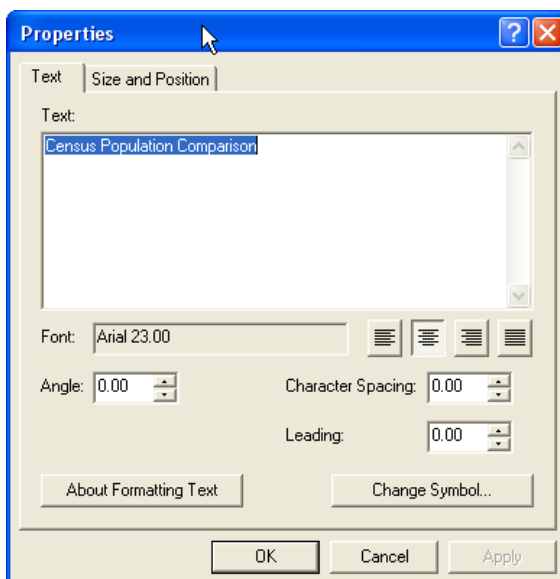 Properties
Text Size and Position
Text:
Census Population Comparison
Font: Arial 23.00
Angle: 0.00 Character Spacing: 0.00
Leading: 0.00
About Formatting Text Change Symbol...
OK Cancel Apply